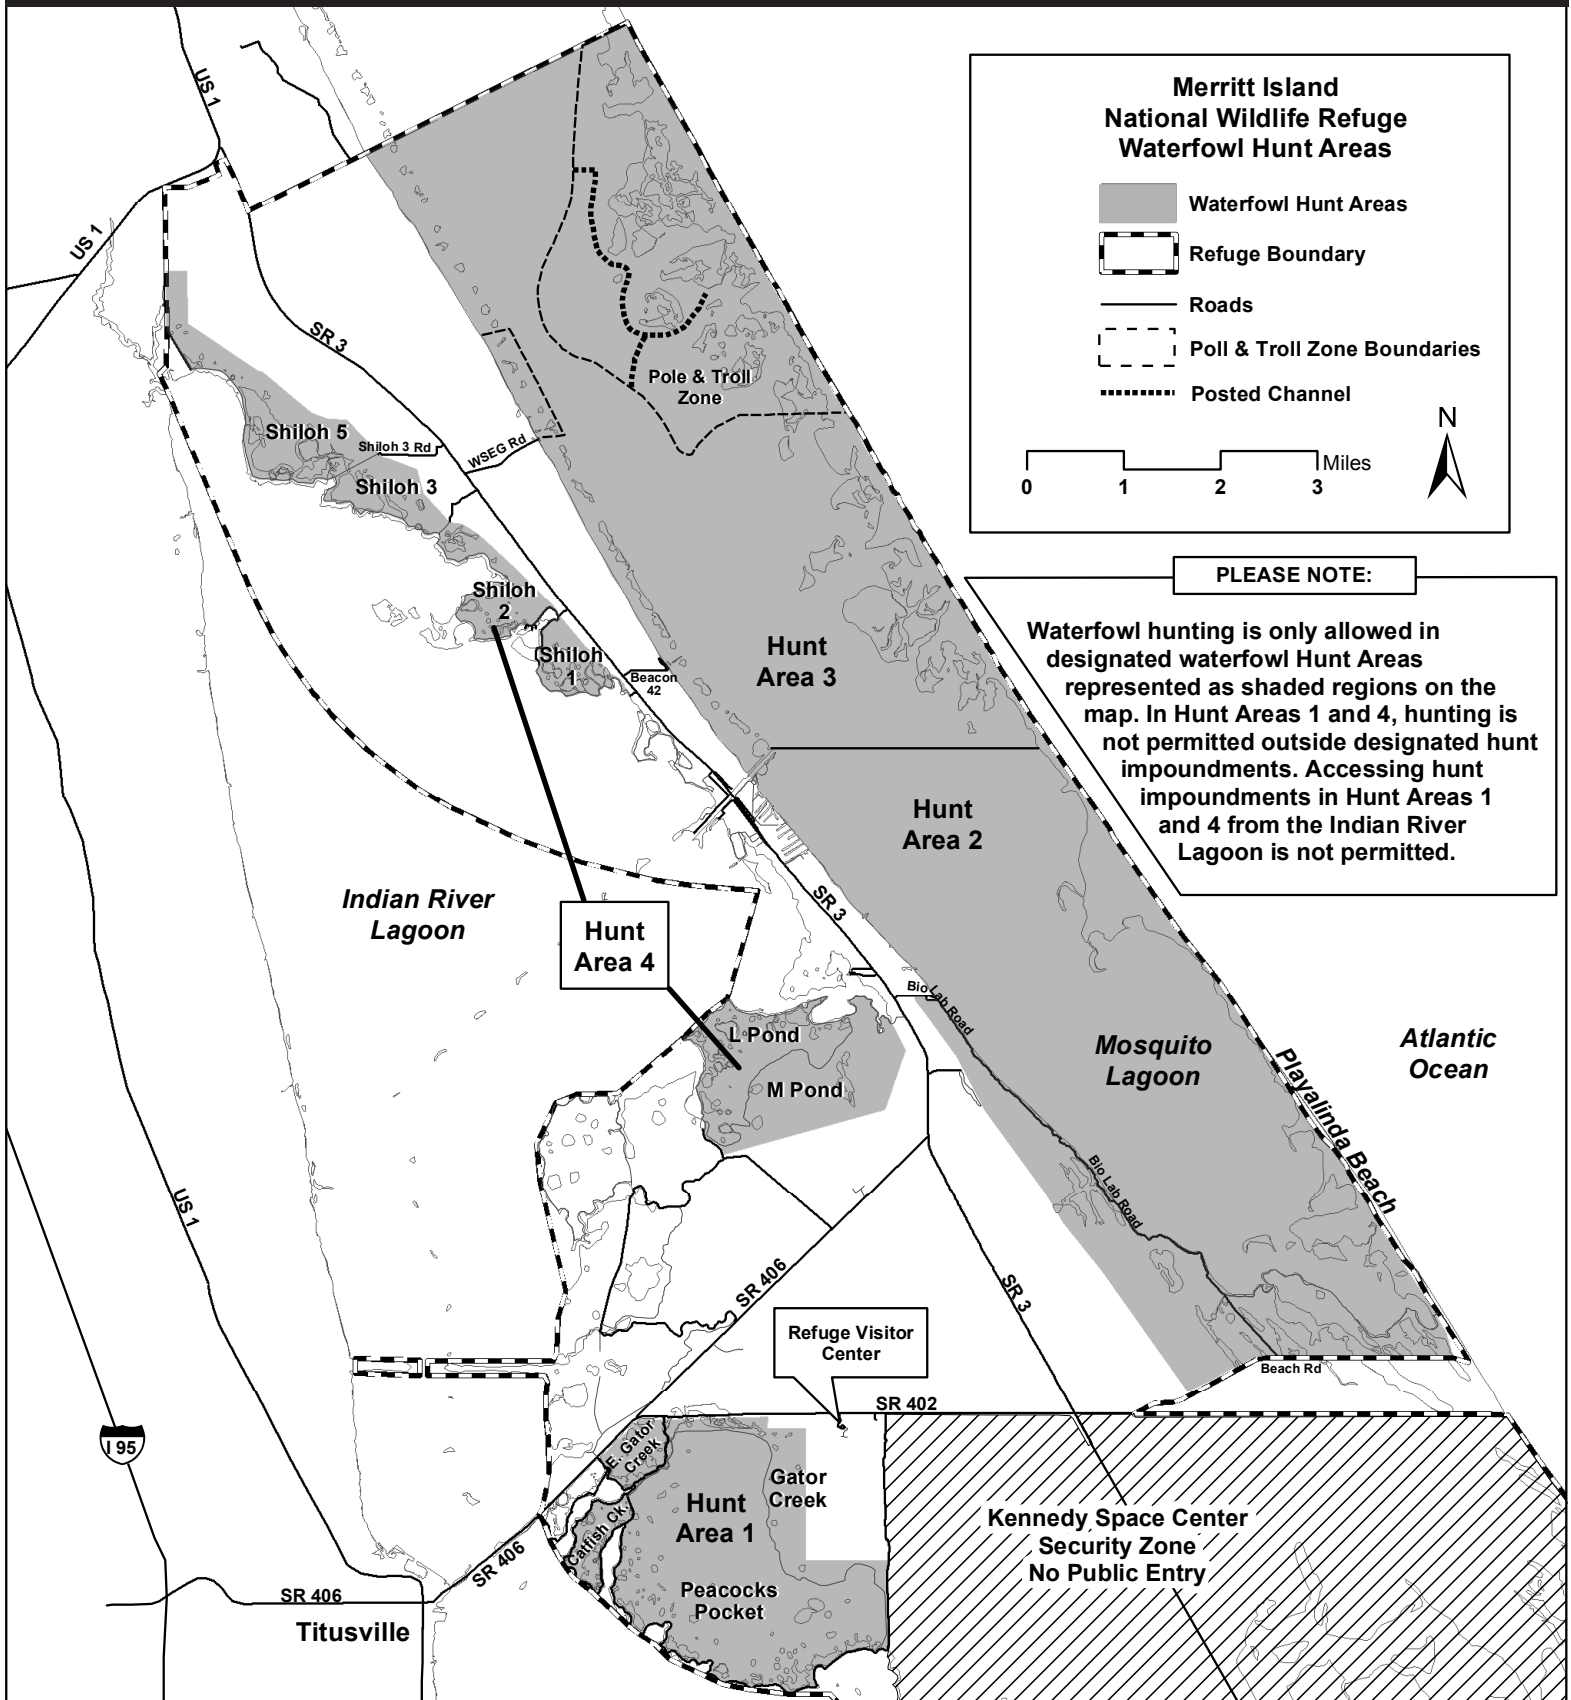 Merritt Island
National Wildlife Refuge
Waterfowl Hunt Areas
Waterfowl Hunt Areas
Refuge Boundary
Roads
Poll & Troll Zone Boundaries
Posted Channel
N
Miles
0 1 2 3
PLEASE NOTE:
Waterfowl hunting is only allowed in
designated waterfowl Hunt Areas
represented as shaded regions on the
map. In Hunt Areas 1 and 4, hunting is
not permitted outside designated hunt
impoundments. Accessing hunt
impoundments in Hunt Areas 1
and 4 from the Indian River
Lagoon is not permitted.
US 1
US 1
SR 3
Pole & Troll
Zone
Shiloh 5
Shiloh 3 Rd
WSEG Rd
Shiloh 3
Shiloh
2
Shiloh
1
Beacon
42
Hunt
Area 3
Hunt
Area 2
SR 3
Indian River
Lagoon
Hunt
Area 4
Bio Lab Road
L Pond
M Pond
Mosquito
Lagoon
Atlantic
Ocean
Playalinda Beach
Bio Lab Road
US 1
SR 406
SR 3
Refuge Visitor
Center
Beach Rd
SR 402
I 95
E. Gator
Creek
Gator
Creek
Hunt
Area 1
Catfish Ck.
Kennedy Space Center
Security Zone
No Public Entry
SR 406
Peacocks
Pocket
SR 406
Titusville